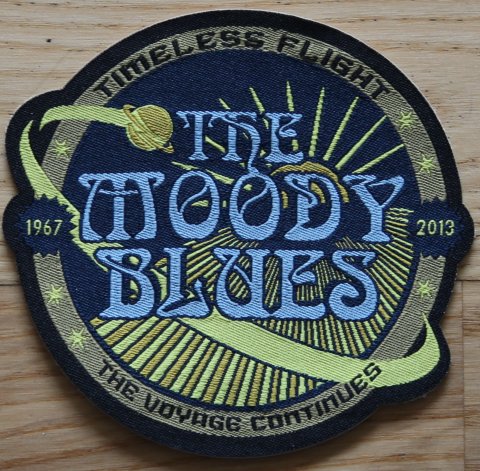 TIMELESS FLIGHT
THE
MOODY
1967
2013
BLUES
THE VOYAGE CONTINUES